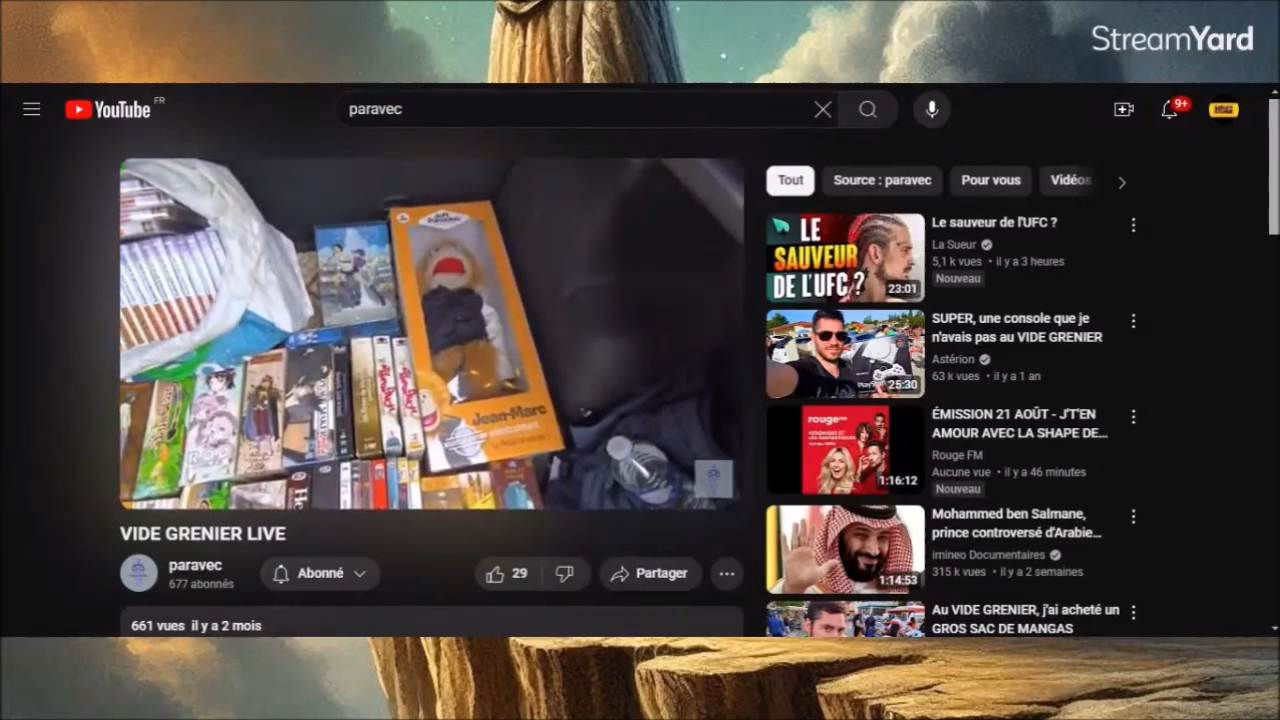 StreamYard
YouTube FR
paravec
9+
Jean-Marc
VIDE GRENIER LIVE
paravec
677 abonnés
Abonné
29
Partager
661 vues il y a 2 mois
Tout
Source : paravec
Pour vous
Vidéos
LE
SAUVEUR
DE L'UFC ?
23:01
Le sauveur de l'UFC ?
La Sueur
5,1 k vues • il y a 3 heures
Nouveau
25:30
SUPER, une console que je
n'avais pas au VIDE GRENIER
Astérion
63 k vues • il y a 1 an
rouge
1:16:12
ÉMISSION 21 AOÛT - J'T'EN
AMOUR AVEC LA SHAPE DE...
Rouge FM
Aucune vue • il y a 46 minutes
Nouveau
1:14:53
Mohammed ben Salmane,
prince controversé d'Arabie...
imineo Documentaires
315 k vues • il y a 2 semaines
Au VIDE GRENIER, j'ai acheté un
GROS SAC DE MANGAS